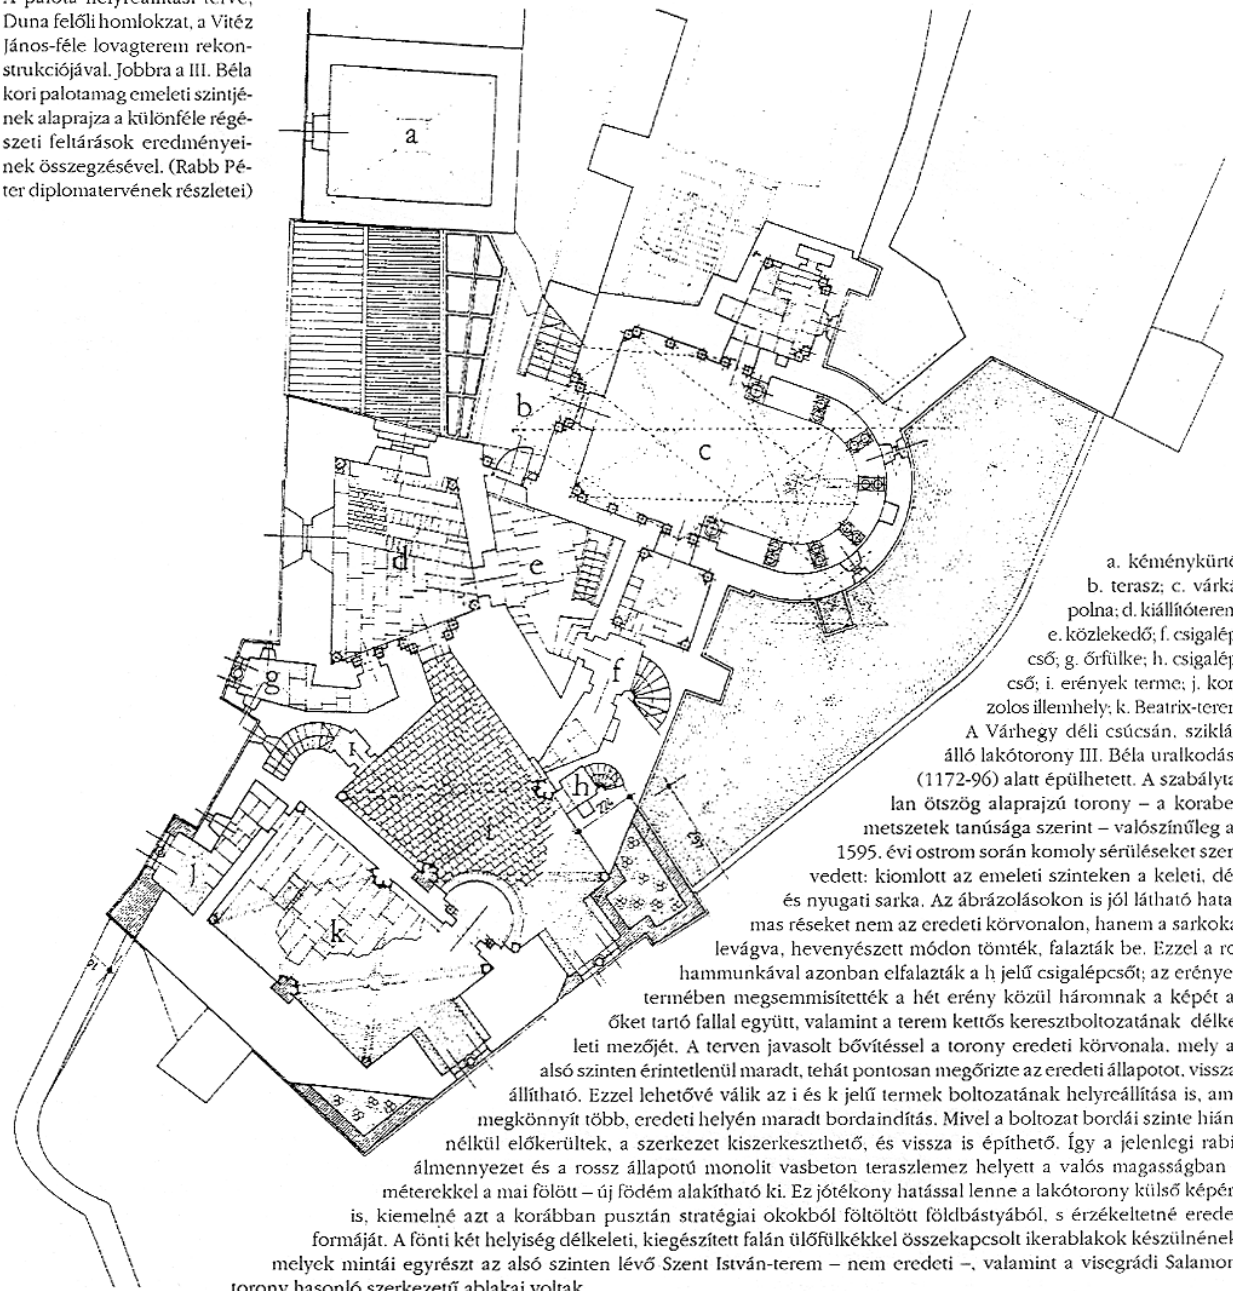 A palota helyreállítási terve,
Duna felőli homlokzat, a Vitéz
János-féle lovagterem rekon-
strukciójával. Jobbra a III. Béla
kori palotamag emeleti szintjé-
nek alaprajza a különféle régé-
szeti feltárások eredményei-
nek összegzésével. (Rabb Pé-
ter diplomatervének részletei)
a
b
c
d
e
f
g
h
i
j
k
a. kéménykürtő
b. terasz; c. várká
polna; d. kiállítóterem
e. közlekedő; f. csigalép
cső; g. őrfülke; h. csigalép
cső; i. erények terme; j. kon
zolos illemhely; k. Beatrix-terem
A Várhegy déli csúcsán, sziklá
álló lakótorony III. Béla uralkodás
(1172-96) alatt épülhetett. A szabályta
lan ötszög alaprajzú torony – a korabe
metszetek tanúsága szerint – valószínűleg a
1595. évi ostrom során komoly sérüléseket szen
vedett: kiomlott az emeleti szinteken a keleti, dé
és nyugati sarka. Az ábrázolásokon is jól látható hata
mas réseket nem az eredeti körvonalon, hanem a sarkoka
levágva, hevenyészett módon tömték, falazták be. Ezzel a ro
hammunkával azonban elfalazták a h jelű csigalépcsőt; az erénye
termében megsemmisítették a hét erény közül háromnak a képét a
őket tartó fallal együtt, valamint a terem kettős keresztboltozatának délke
leti mezőjét. A terven javasolt bővítéssel a torony eredeti körvonala, mely a
alsó szinten érintetlenül maradt, tehát pontosan megőrizte az eredeti állapotot, vissza
állítható. Ezzel lehetővé válik az i és k jelű termek boltozatának helyreállítása is, am
megkönnyít több, eredeti helyén maradt bordaindítás. Mivel a boltozat bordái szinte hián
nélkül előkerültek, a szerkezet kiszerkeszthető, és vissza is építhető. Így a jelenlegi rabi
álmennyezet és a rossz állapotú monolit vasbeton teraszlemez helyett a valós magasságban
méterekkel a mai fölött – új födém alakítható ki. Ez jótékony hatással lenne a lakótorony külső képér
is, kiemelné azt a korábban pusztán stratégiai okokból föltöltött földbástyából, s érzékeltetné erede
formáját. A fönti két helyiség délkeleti, kiegészített falán ülőfülkékkel összekapcsolt ikerablakok készülnének
melyek mintái egyrészt az alsó szinten lévő Szent István-terem – nem eredeti –, valamint a visegrádi Salamon
torony hasonló szerkezetű ablakai voltak